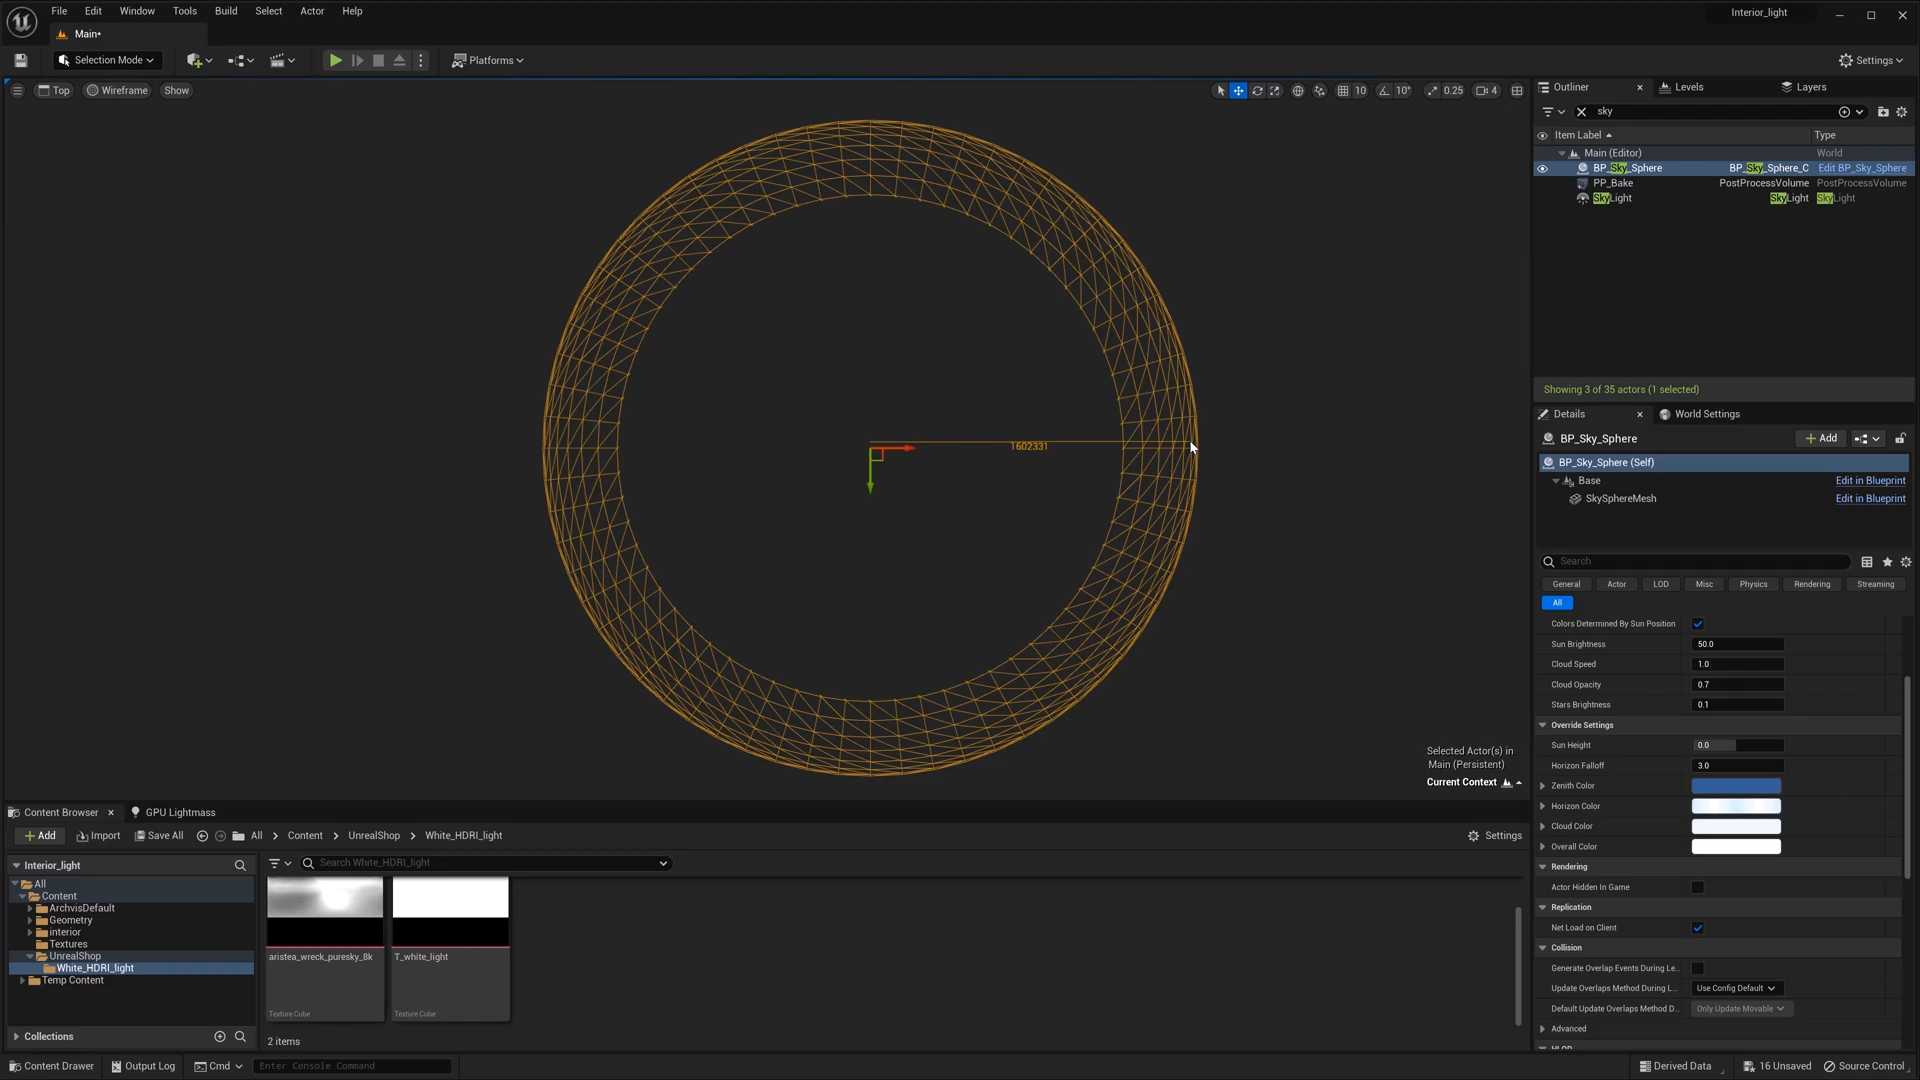 File Edit Window Tools Build Select Actor Help
Interior_light
Main•
Selection Mode
Platforms
Settings
Top Wireframe Show
10 10° 0.25 4
1602331
Selected Actor(s) in
Main (Persistent)
Current Context
Outliner Levels Layers
sky
Item Label Type
Main (Editor) World
BP_Sky_Sphere BP_Sky_Sphere_C Edit BP_Sky_Sphere
PP_Bake PostProcessVolume PostProcessVolume
SkyLight SkyLight SkyLight
Showing 3 of 35 actors (1 selected)
Details World Settings
BP_Sky_Sphere + Add
BP_Sky_Sphere (Self)
Base Edit in Blueprint
SkySphereMesh Edit in Blueprint
Search
General Actor LOD Misc Physics Rendering Streaming
All
Colors Determined By Sun Position
Sun Brightness 50.0
Cloud Speed 1.0
Cloud Opacity 0.7
Stars Brightness 0.1
Override Settings
Sun Height 0.0
Horizon Falloff 3.0
Zenith Color
Horizon Color
Cloud Color
Overall Color
Rendering
Actor Hidden In Game
Replication
Net Load on Client
Collision
Generate Overlap Events During Le...
Update Overlaps Method During L... Use Config Default
Default Update Overlaps Method D... Only Update Movable
Advanced
Content Browser GPU Lightmass
+ Add Import Save All All Content UnrealShop White_HDRI_light Settings
Interior_light
Search White_HDRI_light
All
Content
ArchvisDefault
Geometry
interior
Textures
UnrealShop
White_HDRI_light
Temp Content
Collections
aristea_wreck_puresky_8k
Texture Cube
T_white_light
Texture Cube
2 items
Content Drawer Output Log Cmd Enter Console Command Derived Data 16 Unsaved Source Control